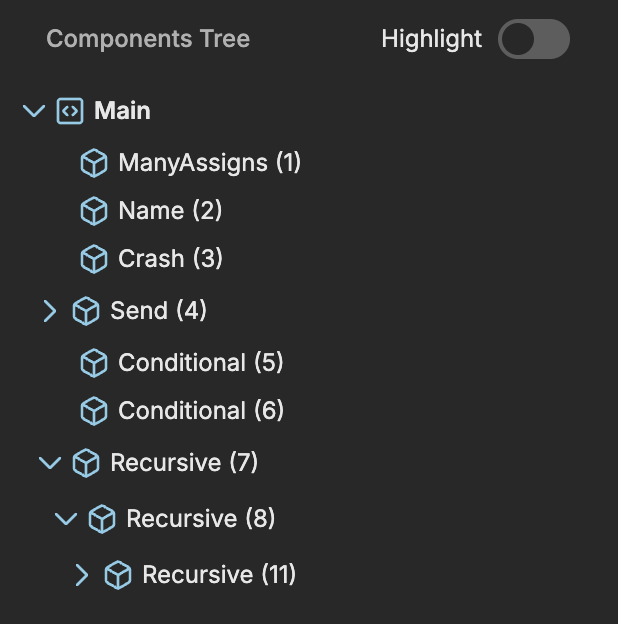 Components Tree Highlight
Main
ManyAssigns (1)
Name (2)
Crash (3)
Send (4)
Conditional (5)
Conditional (6)
Recursive (7)
Recursive (8)
Recursive (11)